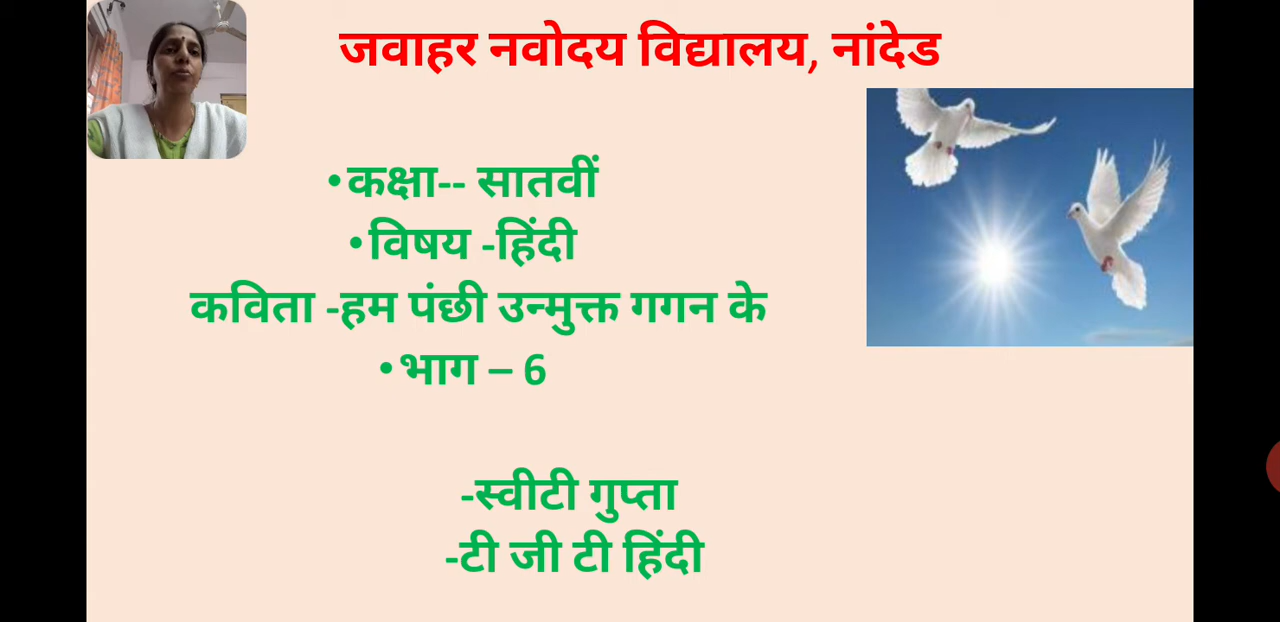 जवाहर नवोदय विद्यालय, नांदेड
•कक्षा-- सातवीं
•विषय -हिंदी
कविता -हम पंछी उन्मुक्त गगन के
•भाग – 6
-स्वीटी गुप्ता
-टी जी टी हिंदी